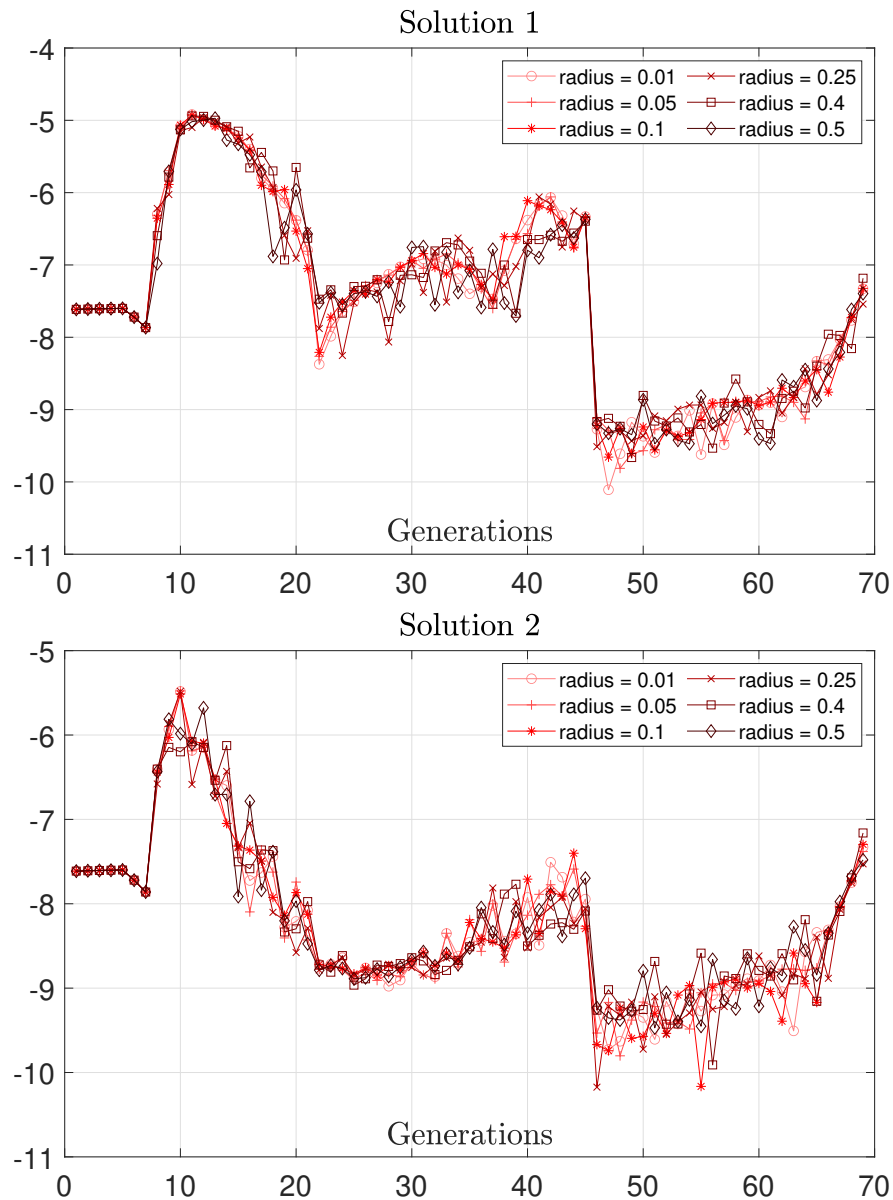 Solution 1
-4
radius = 0.01 radius = 0.25
-5
radius = 0.05 radius = 0.4
radius = 0.1 radius = 0.5
-6
-7
-8
-9
-10
Generations
-11
0 10 20 30 40 50 60 70
Solution 2
-5
radius = 0.01 radius = 0.25
radius = 0.05 radius = 0.4
-6
radius = 0.1 radius = 0.5
-7
-8
-9
-10
Generations
-11
0 10 20 30 40 50 60 70